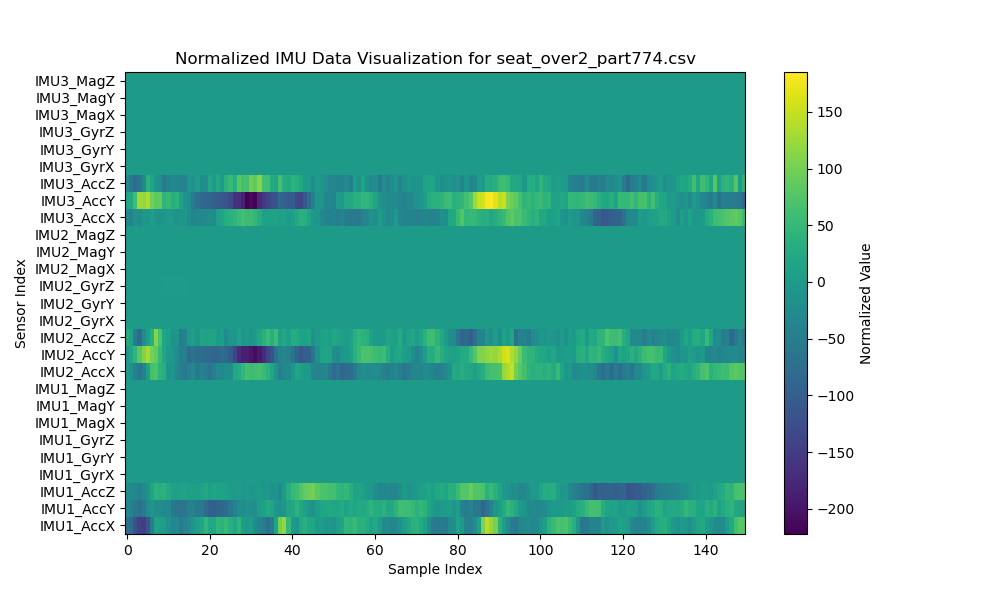 Normalized IMU Data Visualization for seat_over2_part774.csv
IMU3_MagZ
IMU3_MagY
IMU3_MagX
IMU3_GyrZ
IMU3_GyrY
IMU3_GyrX
IMU3_AccZ
IMU3_AccY
IMU3_AccX
IMU2_MagZ
IMU2_MagY
IMU2_MagX
IMU2_GyrZ
IMU2_GyrY
IMU2_GyrX
IMU2_AccZ
IMU2_AccY
IMU2_AccX
IMU1_MagZ
IMU1_MagY
IMU1_MagX
IMU1_GyrZ
IMU1_GyrY
IMU1_GyrX
IMU1_AccZ
IMU1_AccY
IMU1_AccX
Sensor Index
0 20 40 60 80 100 120 140
Sample Index
150
100
50
0
−50
−100
−150
−200
Normalized Value